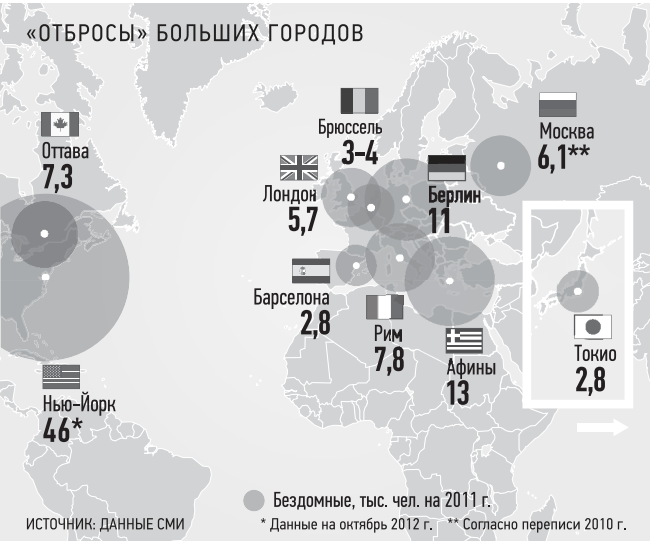 «ОТБРОСЫ» БОЛЬШИХ ГОРОДОВ
Оттава
7,3
Брюссель
3-4
Москва
6,1**
Лондон
5,7
Берлин
11
Барселона
2,8
Рим
7,8
Афины
13
Токио
2,8
Нью-Йорк
46*
Бездомные, тыс. чел. на 2011 г.
ИСТОЧНИК: ДАННЫЕ СМИ
* Данные на октябрь 2012 г. ** Согласно переписи 2010 г.